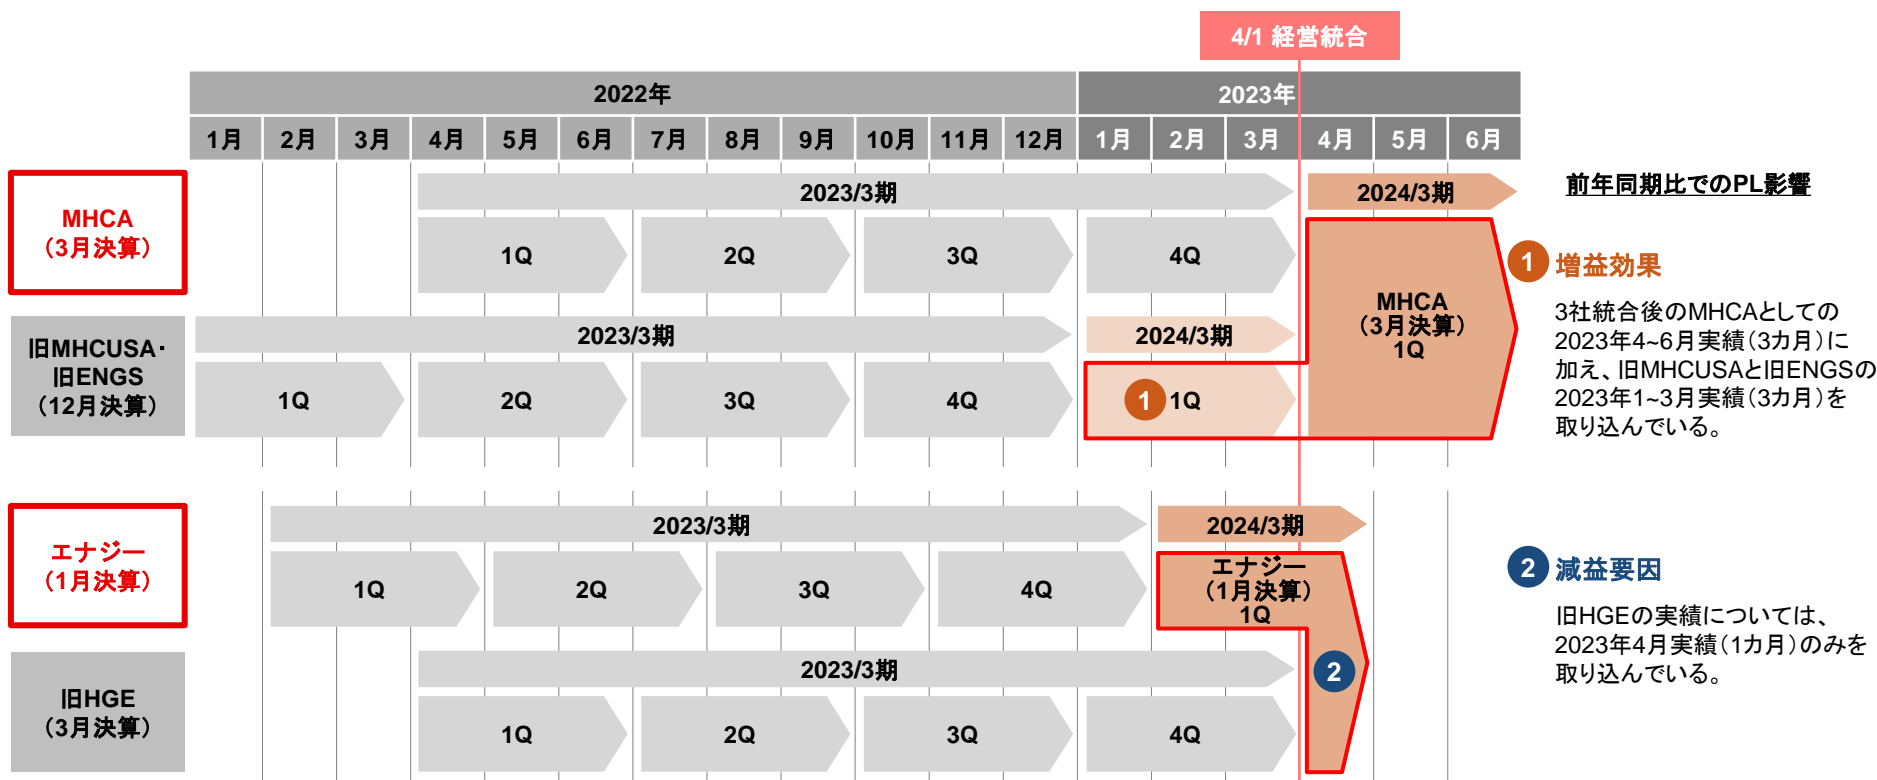 4/1 経営統合
2022年
2023年
1月 2月 3月 4月 5月 6月 7月 8月 9月 10月 11月 12月 1月 2月 3月 4月 5月 6月
MHCA
（3月決算）
2023/3期
2024/3期
1Q
2Q
3Q
4Q
MHCA
（3月決算）
1Q
旧MHCUSA・
旧ENGS
（12月決算）
2023/3期
2024/3期
1Q
2Q
3Q
4Q
1 1Q
前年同期比でのPL影響
1 増益効果
3社統合後のMHCAとしての
2023年4~6月実績（3カ月）に
加え、旧MHCUSAと旧ENGSの
2023年1~3月実績（3カ月）を
取り込んでいる。
エナジー
（1月決算）
2023/3期
2024/3期
1Q
2Q
3Q
4Q
エナジー
（1月決算）
1Q
旧HGE
（3月決算）
2023/3期
2
1Q
2Q
3Q
4Q
2 減益要因
旧HGEの実績については、
2023年4月実績（1カ月）のみを
取り込んでいる。